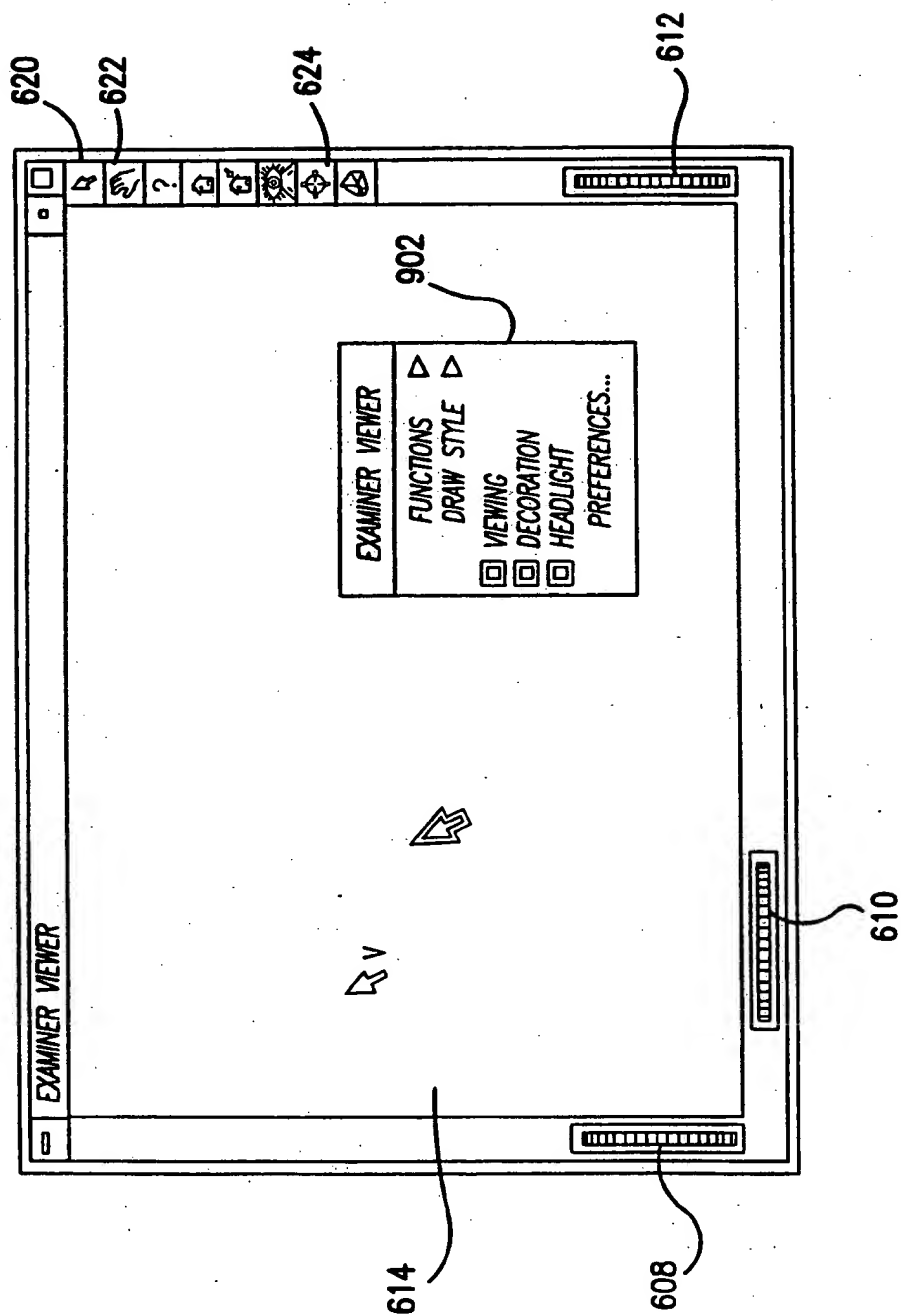 620
622
624
612
EXAMINER VIEWER
?
902
EXAMINER VIEWER
FUNCTIONS
DRAW STYLE
VIEWING
DECORATION
HEADLIGHT
PREFERENCES...
V
614
608
610